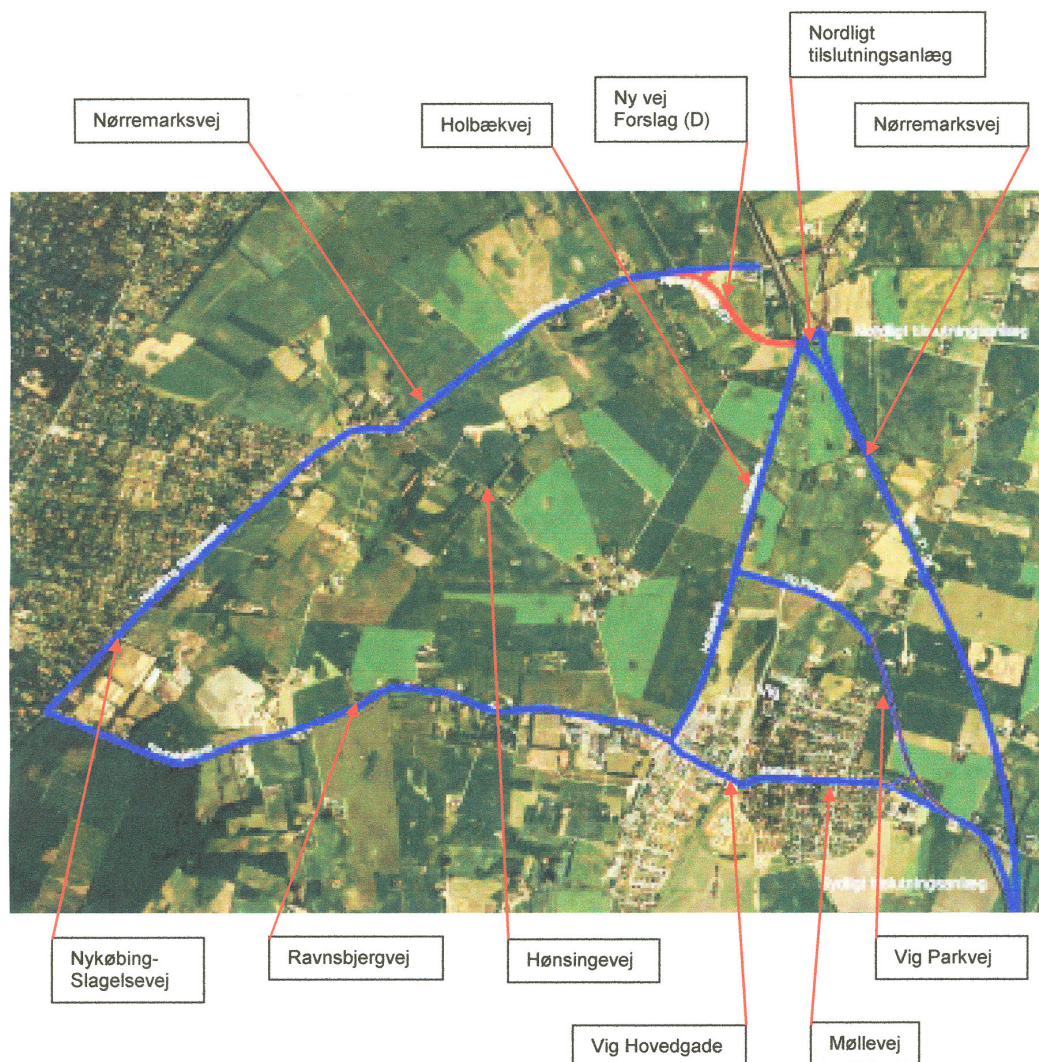 Nordligt
tilslutningsanlæg
Ny vej
Forslag (D)
Nørremarksvej
Holbækvej
Nørremarksvej
Nordligt tilslutningsanlæg
Vig
Sydligt tilslutningsanlæg
Nykøbing-
Slagelsevej
Ravnsbjergvej
Hønsingevej
Vig Parkvej
Vig Hovedgade
Møllevej